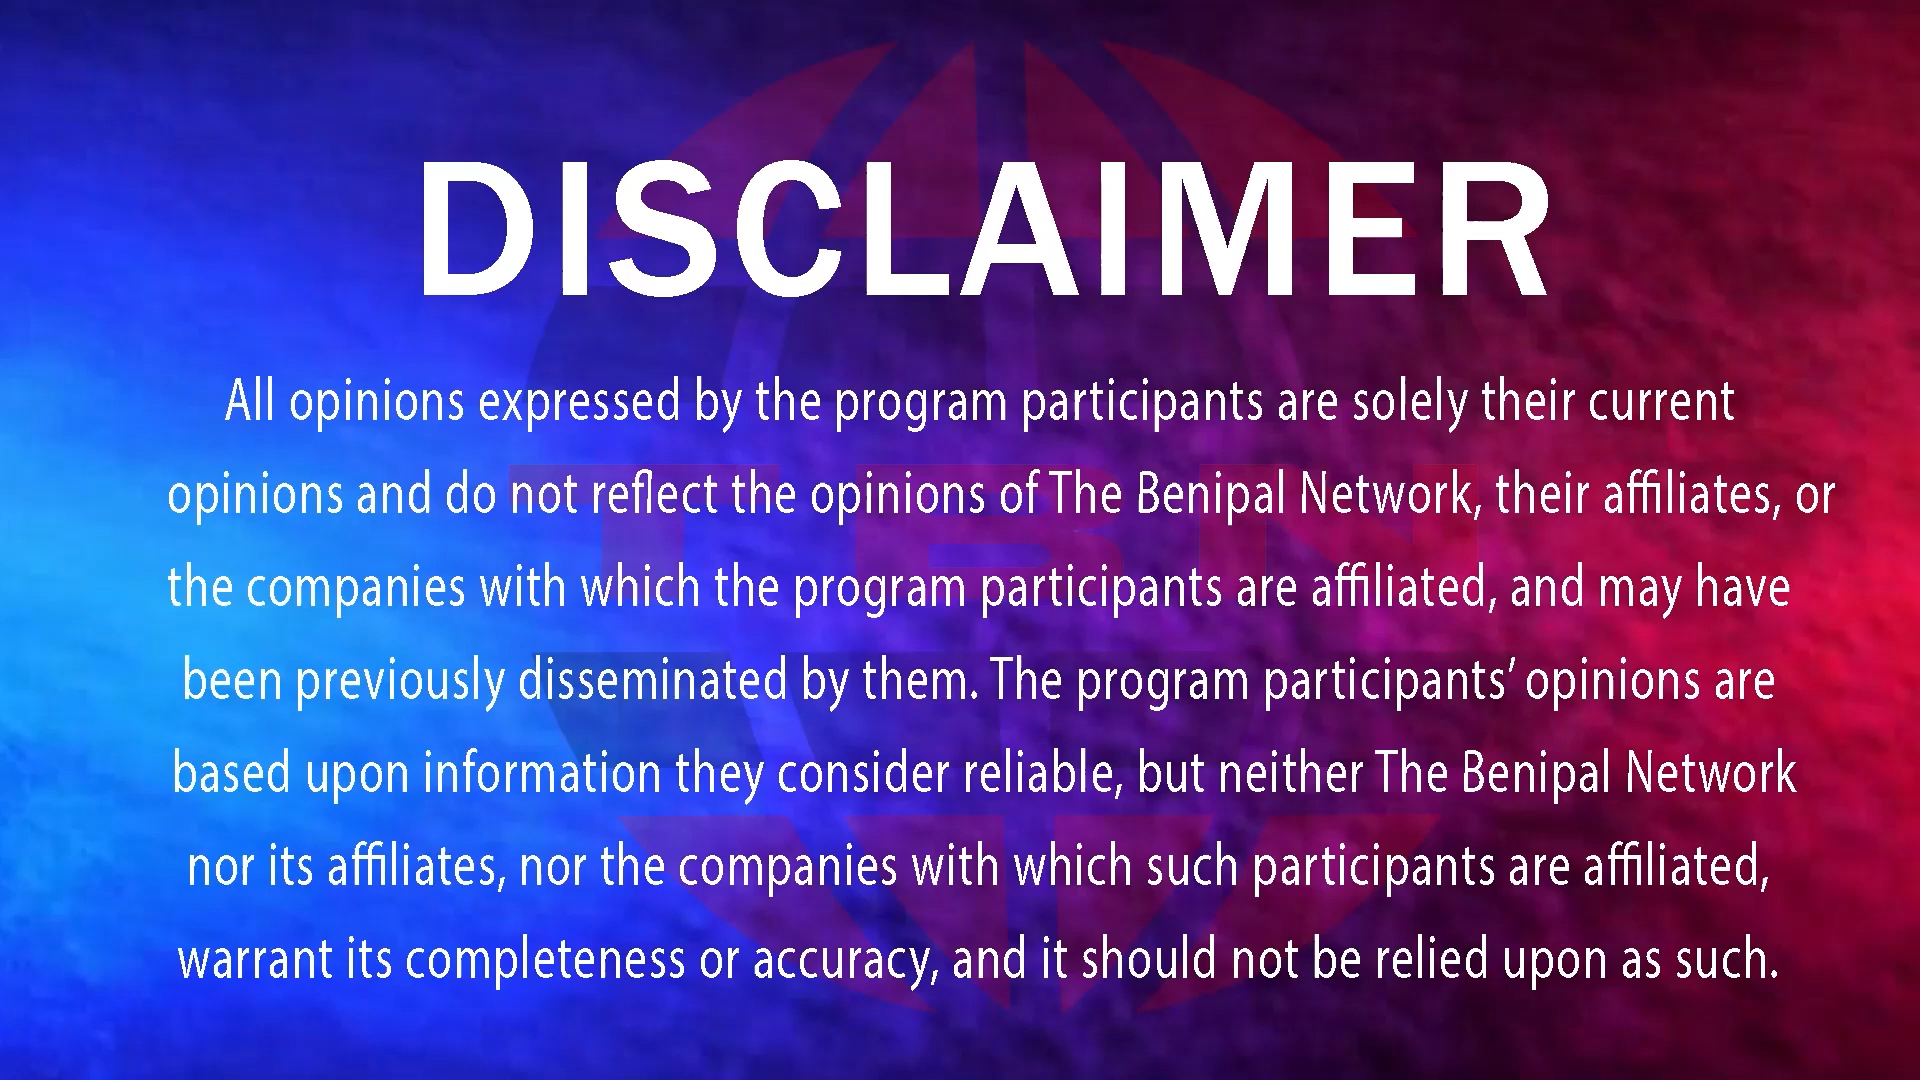 DISCLAIMER
All opinions expressed by the program participants are solely their current
opinions and do not reflect the opinions of The Benipal Network, their affiliates, or
the companies with which the program participants are affiliated, and may have
been previously disseminated by them. The program participants’ opinions are
based upon information they consider reliable, but neither The Benipal Network
nor its affiliates, nor the companies with which such participants are affiliated,
warrant its completeness or accuracy, and it should not be relied upon as such.
TBN